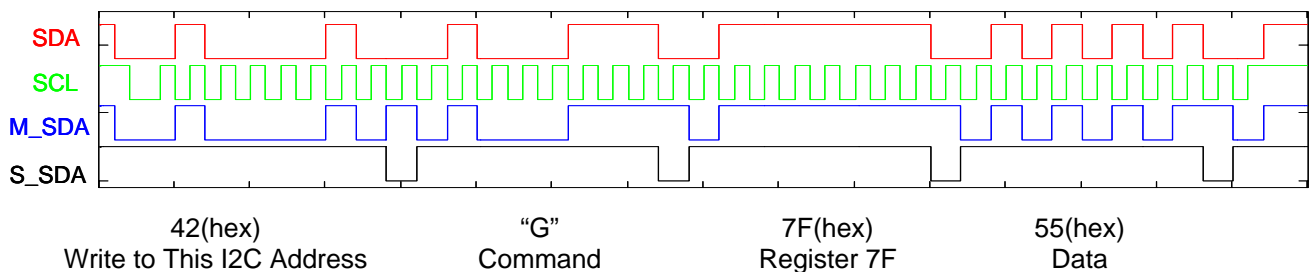 SDA
SCL
M_SDA
S_SDA
42(hex) “G” 7F(hex) 55(hex)
Write to This I2C Address Command Register 7F Data